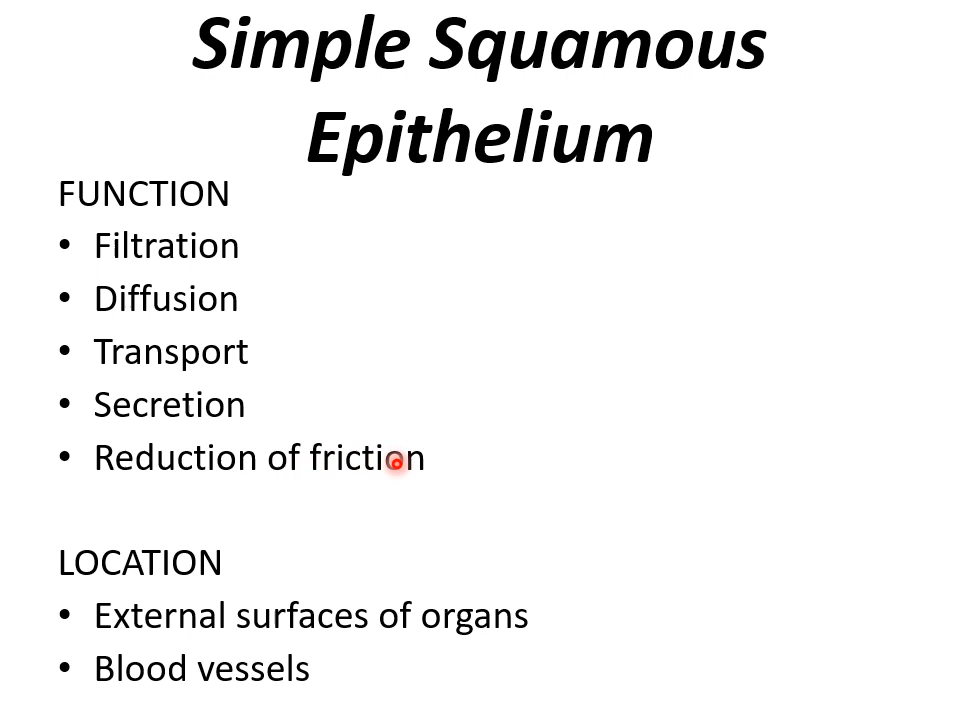 Simple Squamous
Epithelium
FUNCTION
• Filtration
• Diffusion
• Transport
• Secretion
• Reduction of friction
LOCATION
• External surfaces of organs
• Blood vessels